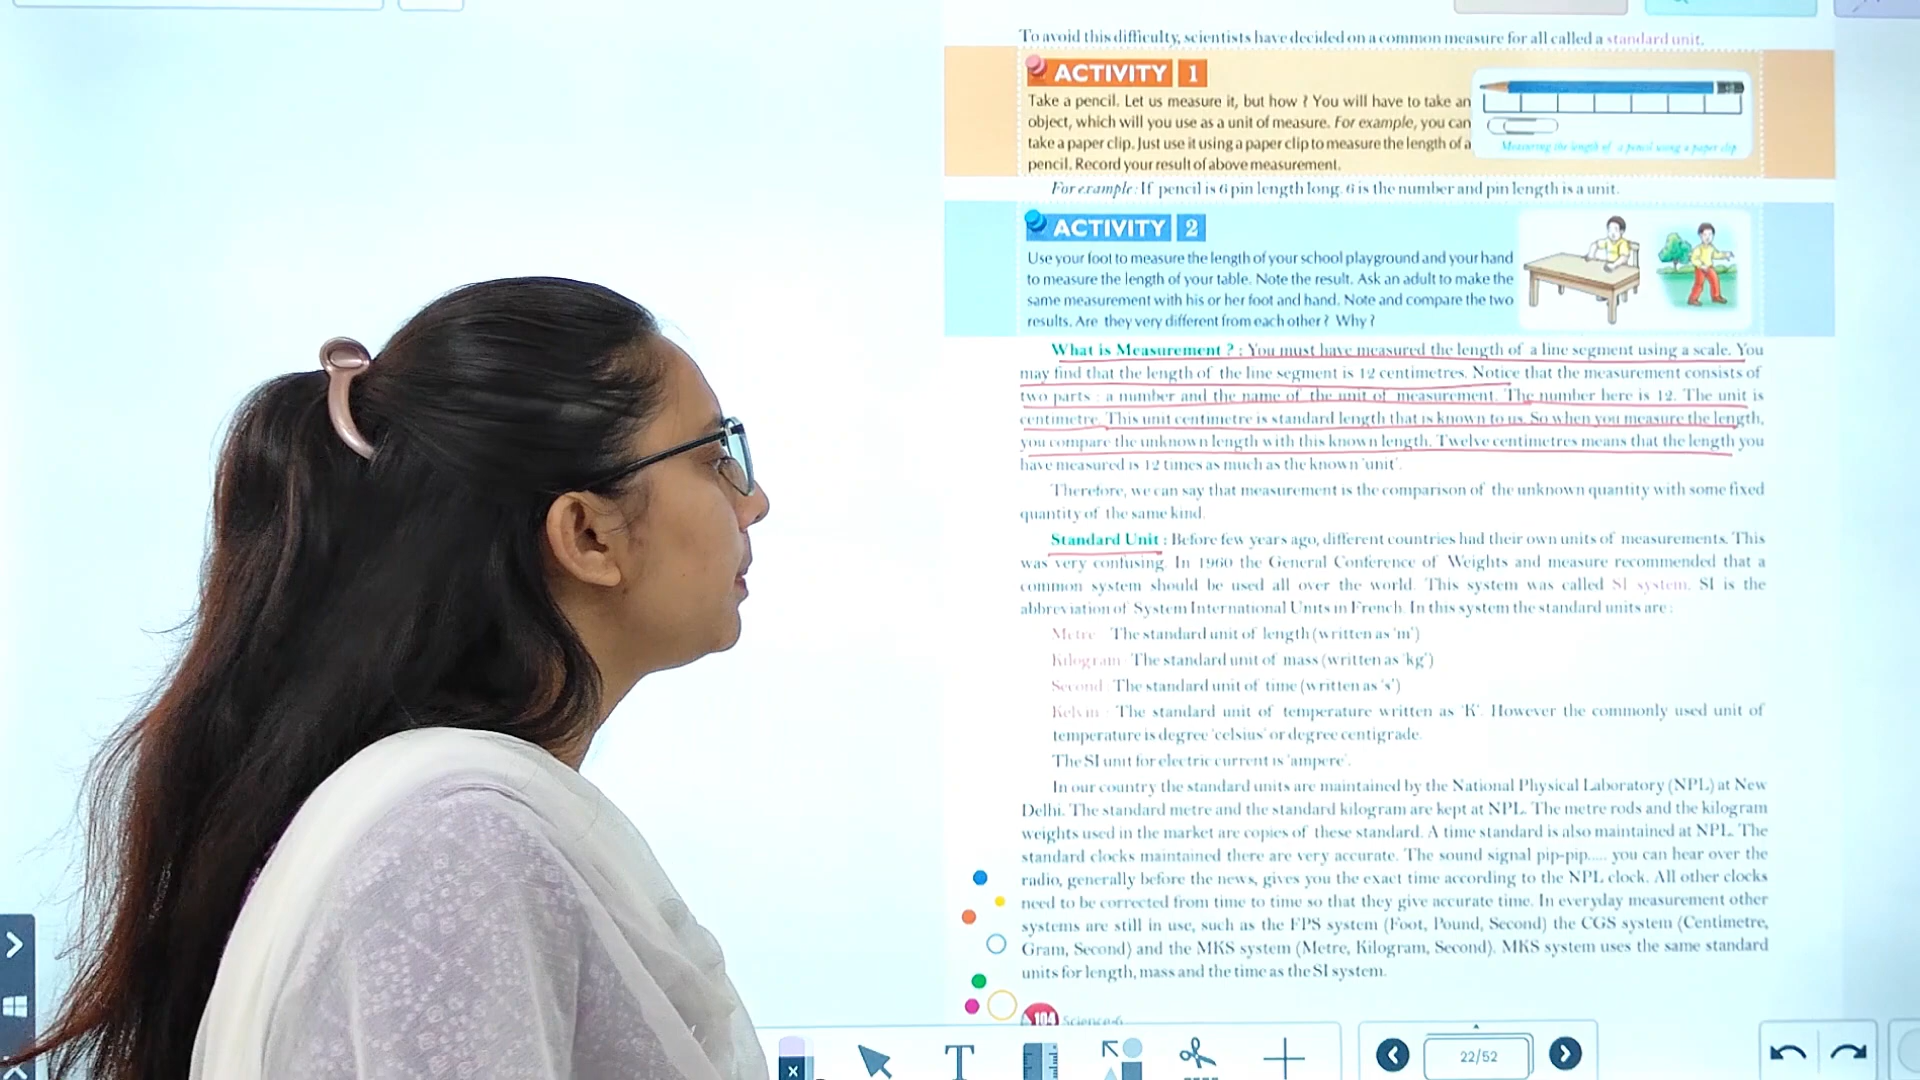 To avoid this difficulty, scientists have decided on a common measure for all called a standard unit.
ACTIVITY 1
Take a pencil. Let us measure it, but how ? You will have to take an
object, which will you use as a unit of measure. For example, you can
take a paper clip. Just use it using a paper clip to measure the length of a
pencil. Record your result of above measurement.
Measuring the length of a pencil using a paper clip
For example : If pencil is 6 pin length long. 6 is the number and pin length is a unit.
ACTIVITY 2
Use your foot to measure the length of your school playground and your hand
to measure the length of your table. Note the result. Ask an adult to make the
same measurement with his or her foot and hand. Note and compare the two
results. Are they very different from each other ? Why ?
What is Measurement ? : You must have measured the length of a line segment using a scale. You
may find that the length of the line segment is 12 centimetres. Notice that the measurement consists of
two parts : a number and the name of the unit of measurement. The number here is 12. The unit is
centimetre. This unit centimetre is standard length that is known to us. So when you measure the length,
you compare the unknown length with this known length. Twelve centimetres means that the length you
have measured is 12 times as much as the known 'unit'.
Therefore, we can say that measurement is the comparison of the unknown quantity with some fixed
quantity of the same kind.
Standard Unit : Before few years ago, different countries had their own units of measurements. This
was very confusing. In 1960 the General Conference of Weights and measure recommended that a
common system should be used all over the world. This system was called SI system. SI is the
abbreviation of System International Units in French. In this system the standard units are :
Metre The standard unit of length (written as 'm')
Kilogram The standard unit of mass (written as 'kg')
Second The standard unit of time (written as 's')
Kelvin The standard unit of temperature written as 'K'. However the commonly used unit of
temperature is degree 'celsius' or degree centigrade.
The SI unit for electric current is 'ampere'.
In our country the standard units are maintained by the National Physical Laboratory (NPL) at New
Delhi. The standard metre and the standard kilogram are kept at NPL. The metre rods and the kilogram
weights used in the market are copies of these standard. A time standard is also maintained at NPL. The
standard clocks maintained there are very accurate. The sound signal pip-pip..... you can hear over the
radio, generally before the news, gives you the exact time according to the NPL clock. All other clocks
need to be corrected from time to time so that they give accurate time. In everyday measurement other
systems are still in use, such as the FPS system (Foot, Pound, Second) the CGS system (Centimetre,
Gram, Second) and the MKS system (Metre, Kilogram, Second). MKS system uses the same standard
units for length, mass and the time as the SI system.
104 Science-6
T
22/52